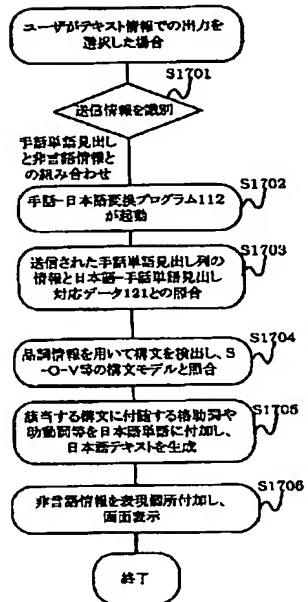 ユーザがテキスト情報での出力を
選択した場合
S1701
送信情報を識別
手話単語見出し
と非言語情報と
の組み合わせ
S1702
手話-日本語変換プログラム112
が起動
S1703
送信された手話単語見出し列の
情報と日本語-手話単語見出し
対応データ121との照合
S1704
品詞情報を用いて構文を検出し、S
-O-V等の構文モデルと照合
S1705
該当する構文に付随する格助詞や
助動詞等を日本語単語に付加し、
日本語テキストを生成
S1706
非言語情報を表現個所付加し、
画面表示
終了